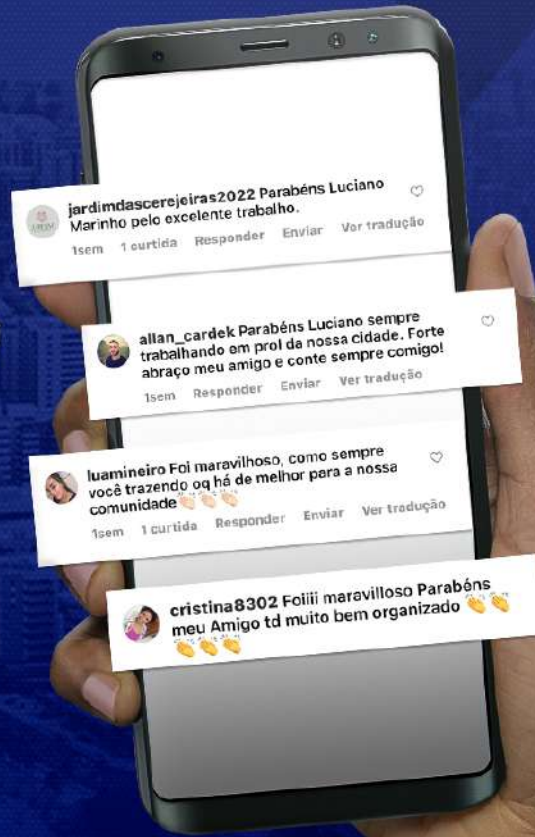 jardimdascerejeiras2022 Parabéns Luciano
Marinho pelo excelente trabalho.
1sem 1 curtida Responder Enviar Ver tradução
allan_cardek Parabéns Luciano sempre
trabalhando em prol da nossa cidade. Forte
abraço meu amigo e conte sempre comigo!
1sem Responder Enviar Ver tradução
luamineiro Foi maravilhoso, como sempre
você trazendo oq há de melhor para a nossa
comunidade👏🏻👏🏻👏🏻
1sem 1 curtida Responder Enviar Ver tradução
cristina8302 Foiiii maravilloso Parabéns
meu Amigo td muito bem organizado 👏👏
👏👏👏